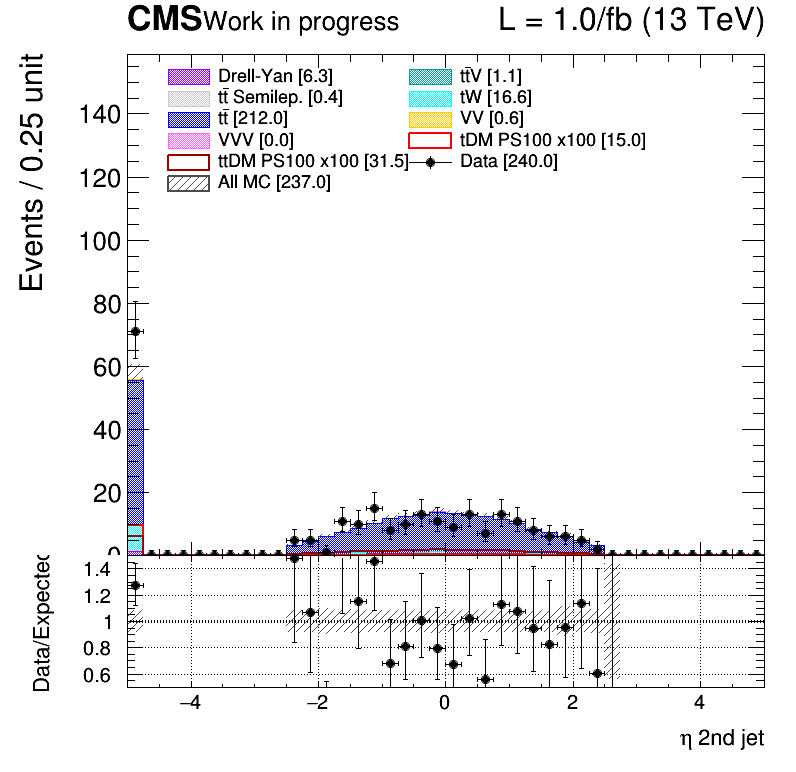 CMS Work in progress L = 1.0/fb (13 TeV)
Events / 0.25 unit
Drell-Yan [6.3] tt̄V [1.1]
tt̄ Semilep. [0.4] tW [16.6]
tt̄ [212.0] VV [0.6]
VVV [0.0] tDM PS100 x100 [15.0]
ttDM PS100 x100 [31.5] Data [240.0]
All MC [237.0]
140
120
100
80
60
40
20
0
Data/Expected
1.4
1.2
1
0.8
0.6
−4 −2 0 2 4
η 2nd jet